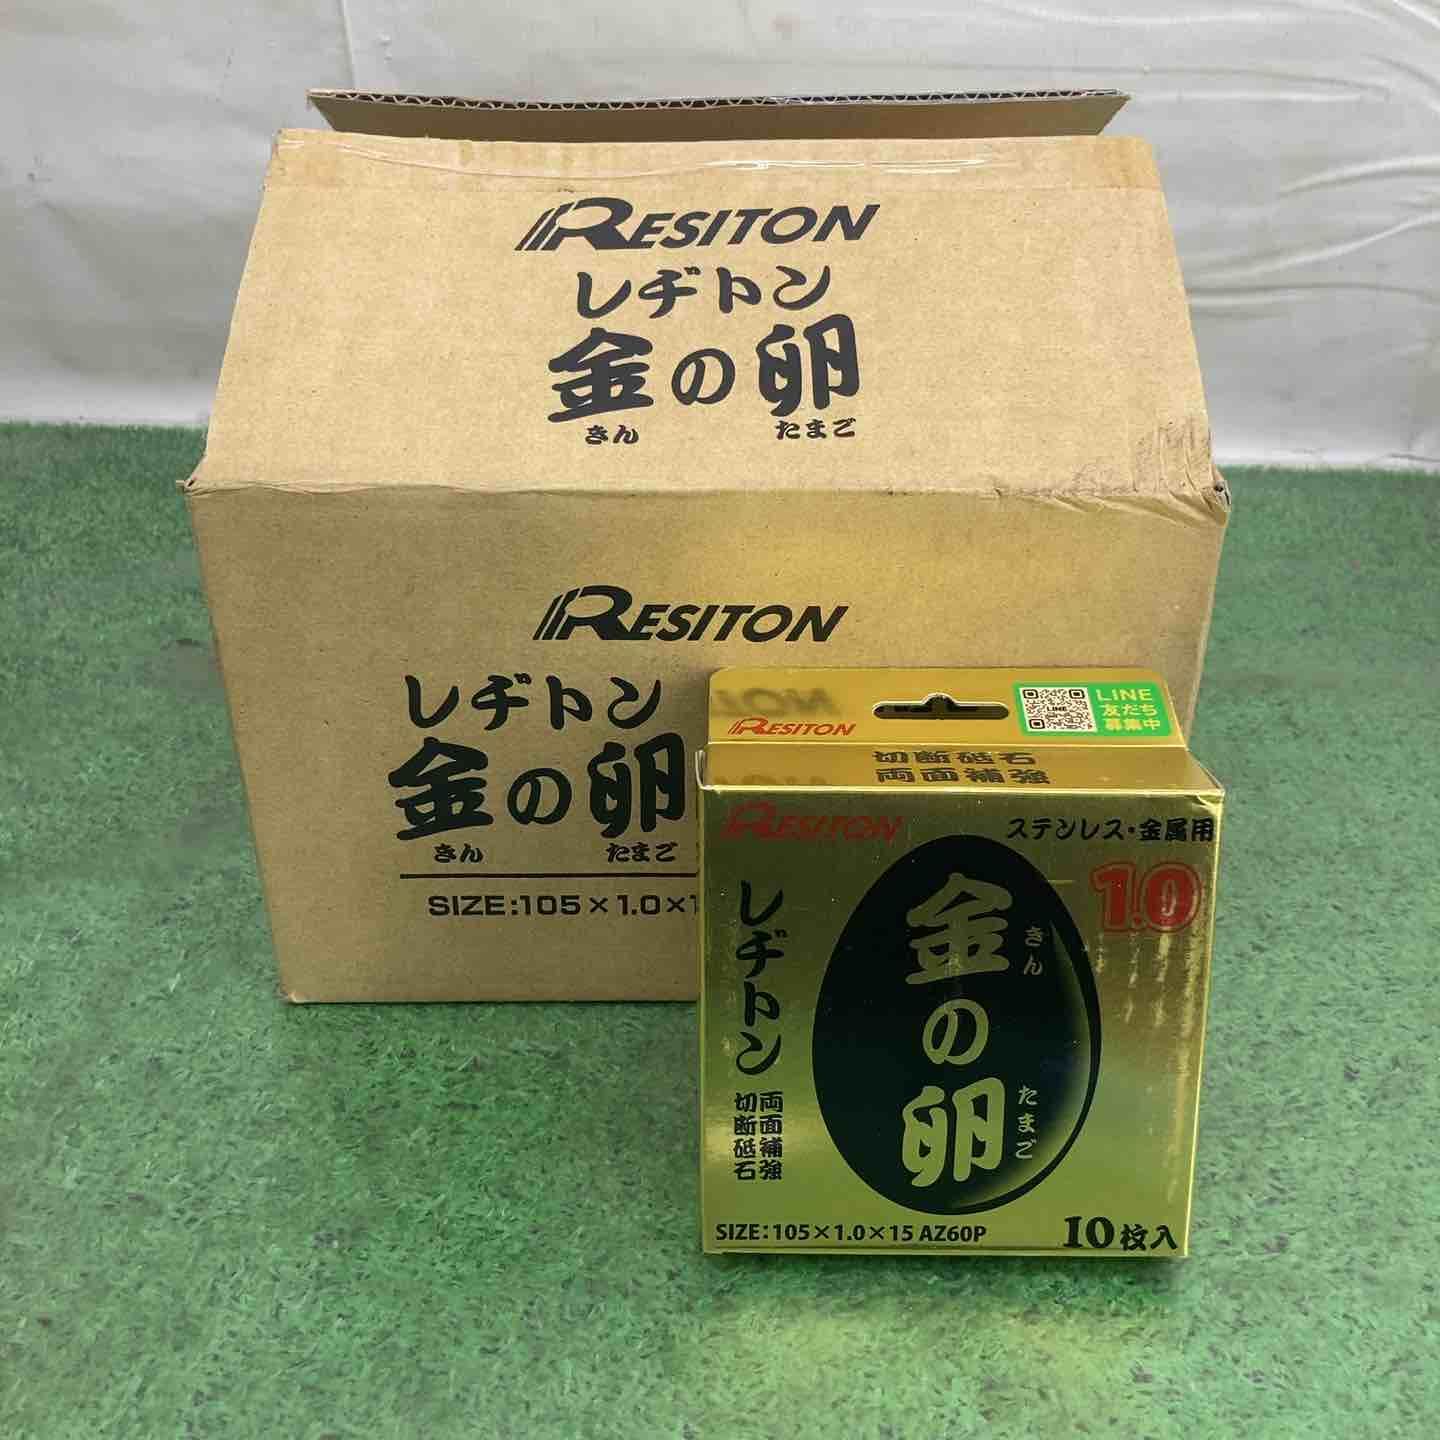 RESITON
レヂトン
金の卵
きん たまご
RESITON
レヂトン
金の卵
きん たまご
SIZE:105×1.0×1
RESITON
LINE
友だち
募集中
LINE
切断砥石
両面補強
RESITON
ステンレス・金属用
1.0
レヂトン
両面補強
切断砥石
金の卵
きん
たまご
SIZE:105×1.0×15 AZ60P
10枚入